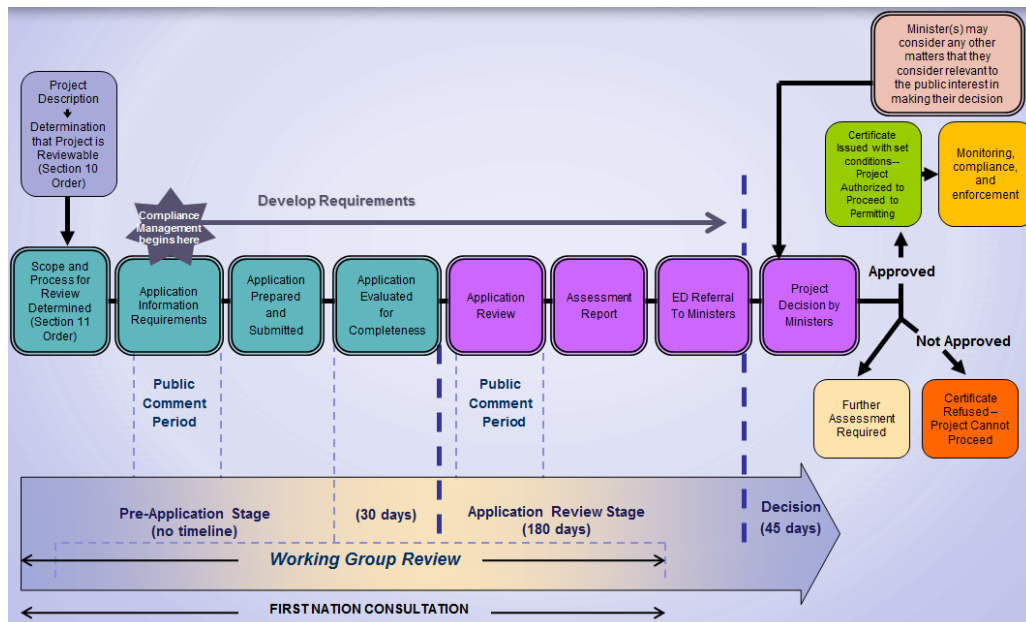 Project
Description
Determination
that Project is
Reviewable
(Section 10
Order)
Minister(s) may
consider any other
matters that they
consider relevant to
the public interest in
making their decision
Certificate
Issued with set
conditions—
Project
Authorized to
Proceed to
Permitting
Monitoring,
compliance,
and
enforcement
Compliance
Management
begins here
Develop Requirements
Scope and
Process for
Review
Determined
(Section 11
Order)
Application
Information
Requirements
Application
Prepared
and
Submitted
Application
Evaluated
for
Completeness
Application
Review
Assessment
Report
ED Referral
To Ministers
Project
Decision by
Ministers
Approved
Not Approved
Further
Assessment
Required
Certificate
Refused–
Project Cannot
Proceed
Public
Comment
Period
Public
Comment
Period
Pre-Application Stage
(no timeline)
(30 days)
Application Review Stage
(180 days)
Decision
(45 days)
Working Group Review
FIRST NATION CONSULTATION